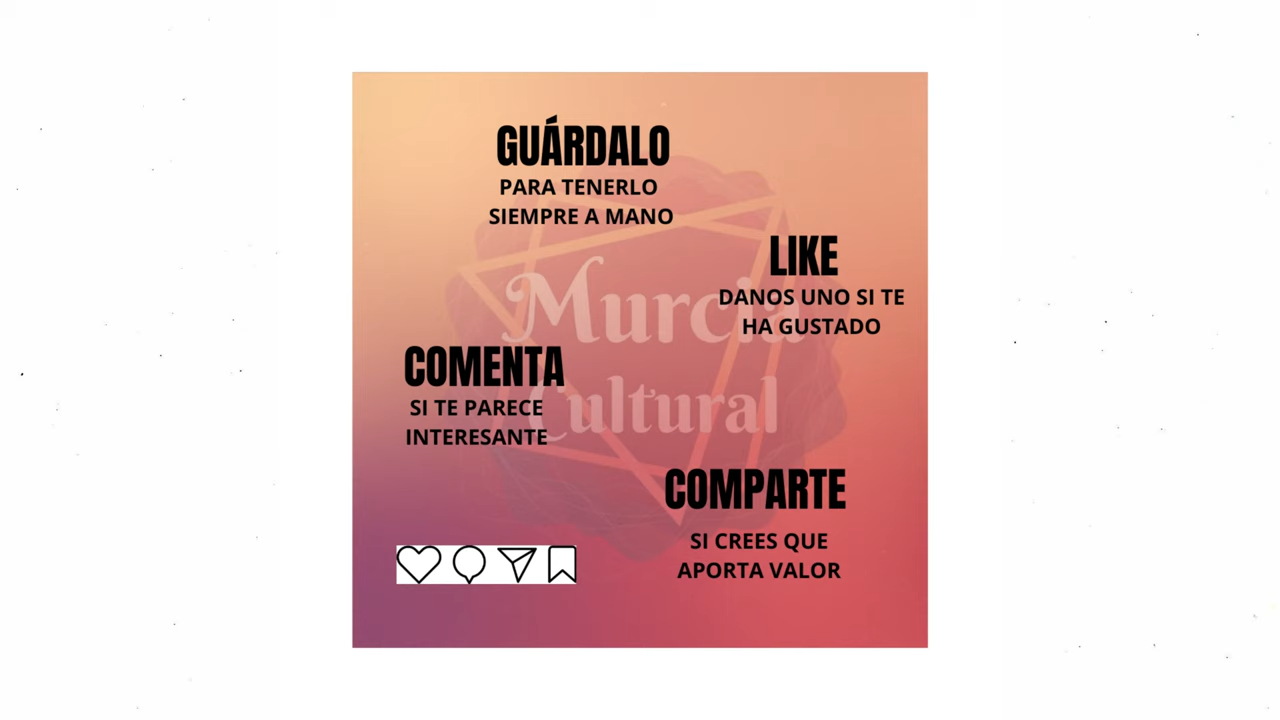 GUÁRDALO
PARA TENERLO
SIEMPRE A MANO
LIKE
DANOS UNO SI TE
HA GUSTADO
Murcia
Cultural
COMENTA
SI TE PARECE
INTERESANTE
COMPARTE
SI CREES QUE
APORTA VALOR